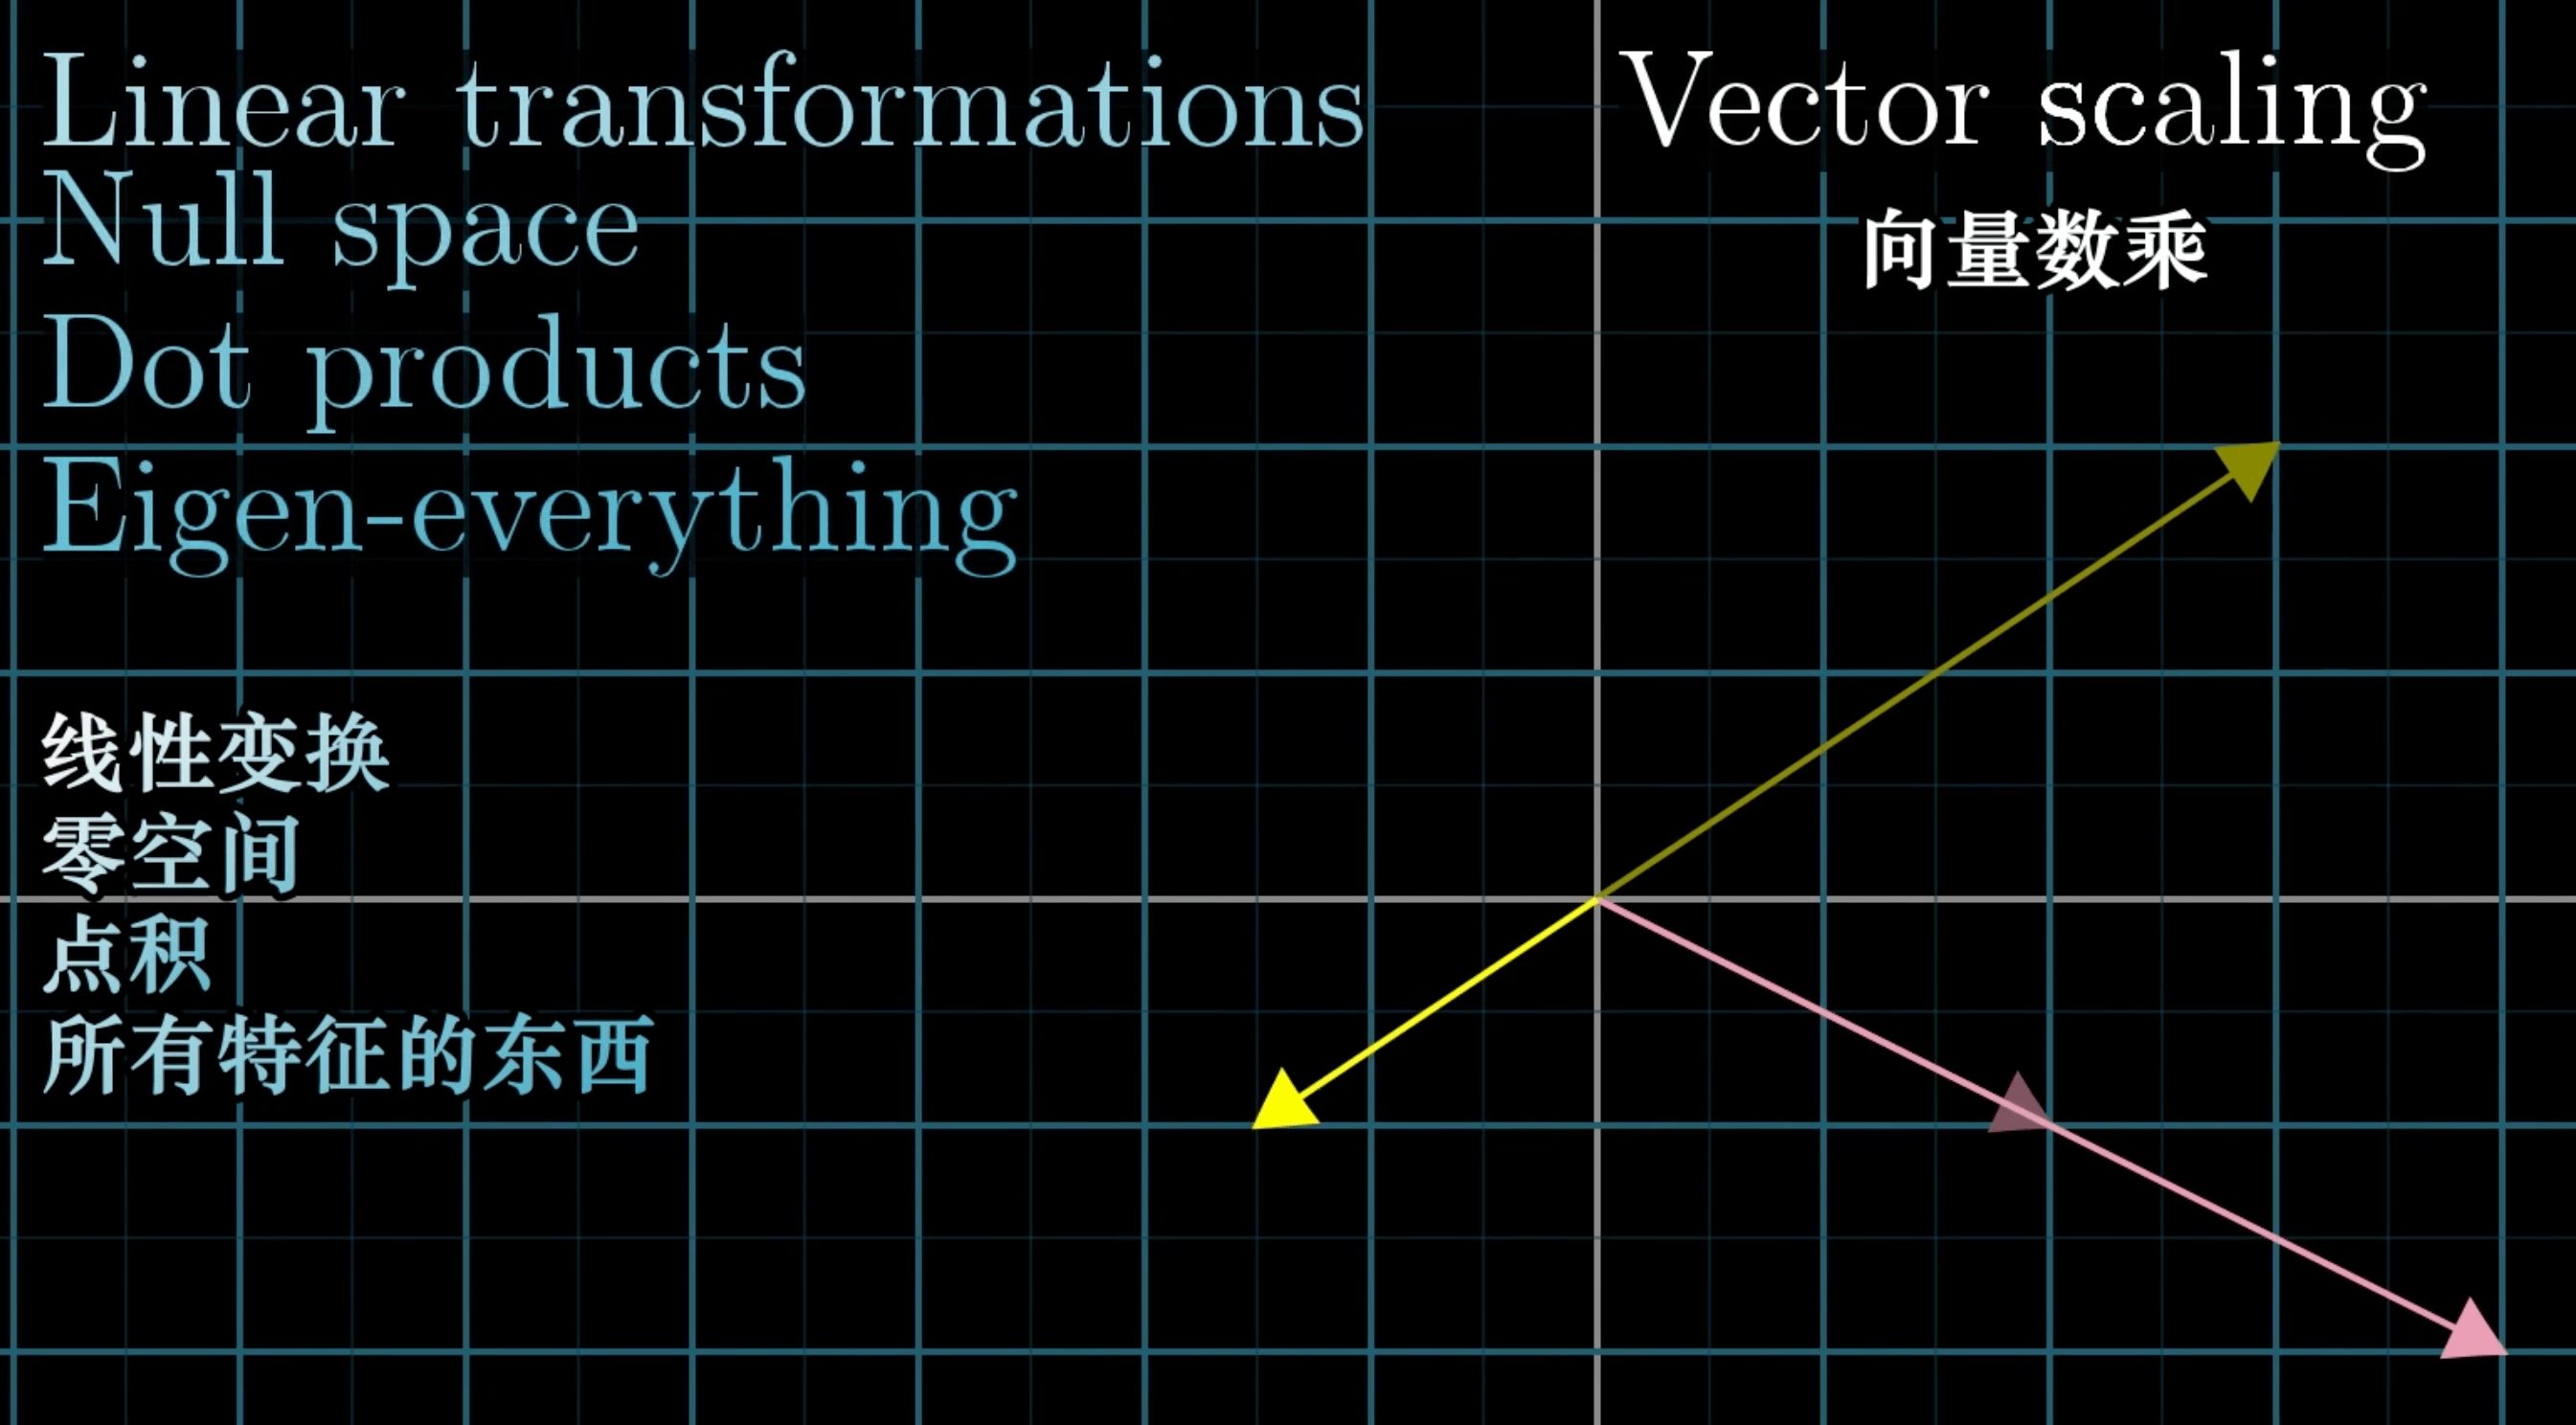 Linear transformations
Null space
Dot products
Eigen-everything
线性变换
零空间
点积
所有特征的东西
Vector scaling
向量数乘